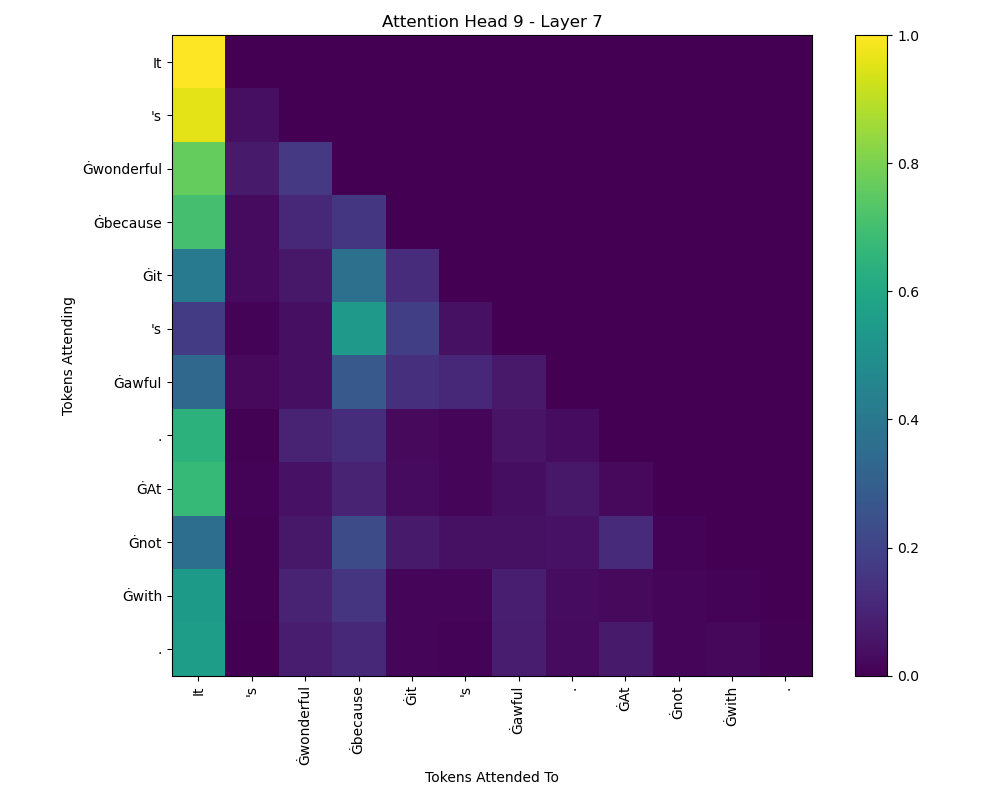 Attention Head 9 - Layer 7
Tokens Attending
It
's
Ġwonderful
Ġbecause
Ġit
's
Ġawful
.
ĠAt
Ġnot
Ġwith
.
It
's
Ġwonderful
Ġbecause
Ġit
's
Ġawful
.
ĠAt
Ġnot
Ġwith
.
Tokens Attended To
1.0
0.8
0.6
0.4
0.2
0.0